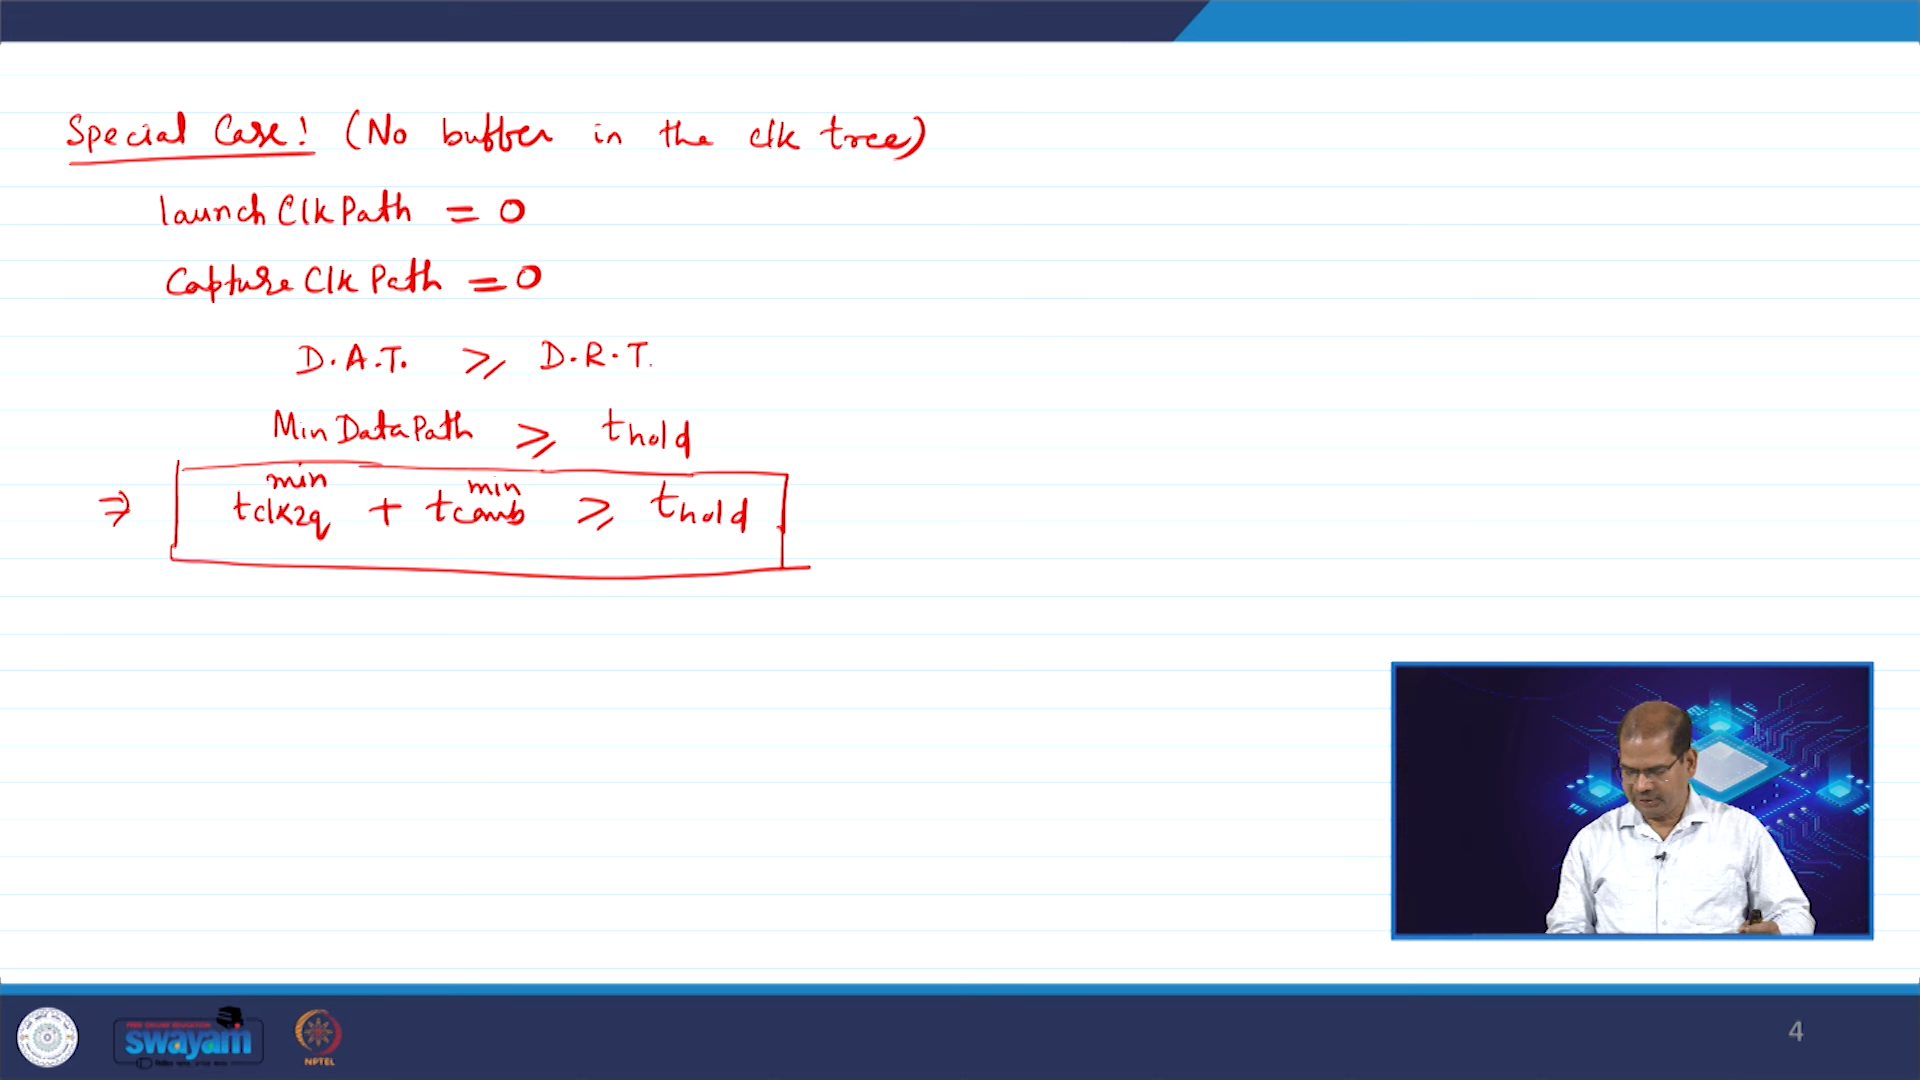 Special Case! (No buffer in the clk tree)
launch Clk Path = 0
Capture Clk Path = 0
D.A.T. ⩾ D.R.T.
Min Data Path ⩾ thold
⇒ tclk2q min + tcomb min ⩾ thold
swayam
NPTEL
4